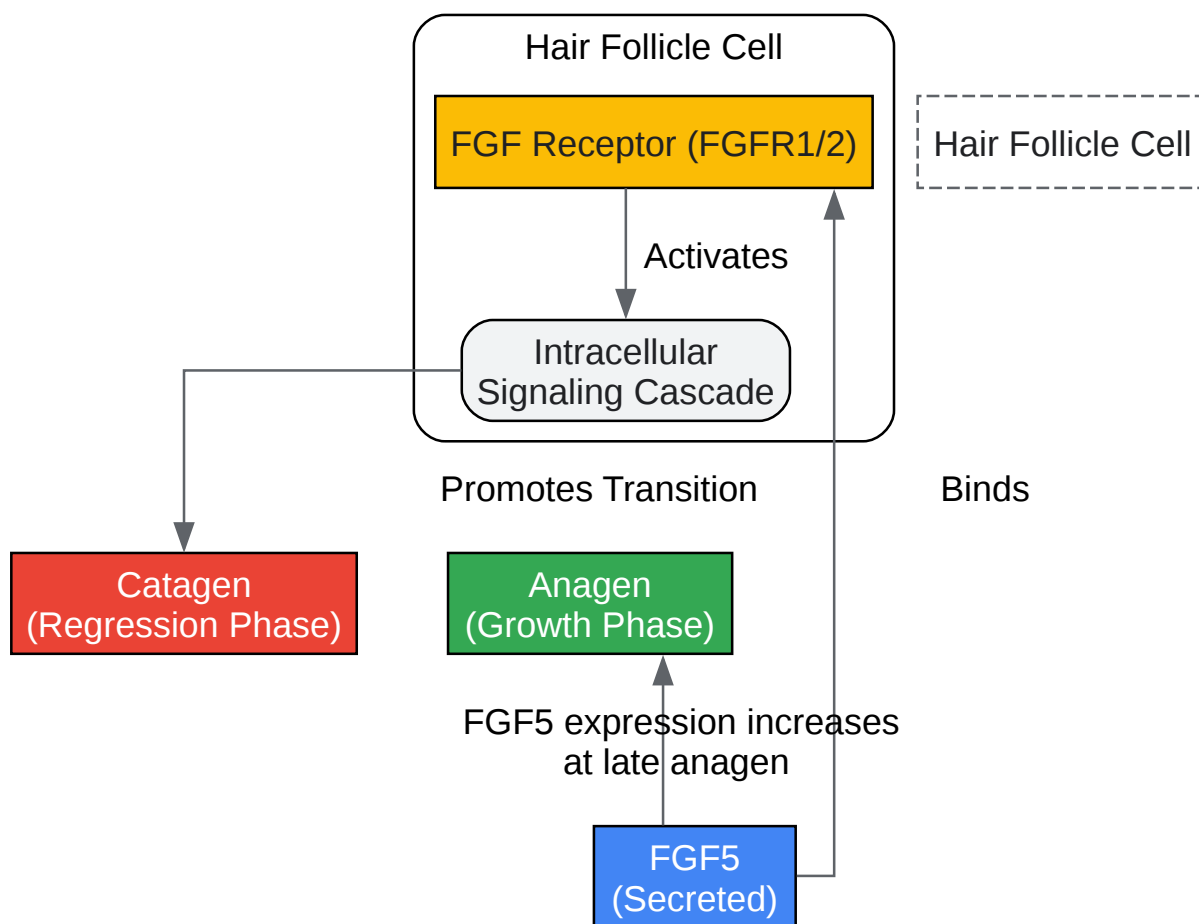 Hair Follicle Cell
FGF Receptor (FGFR1/2)
Hair Follicle Cell
Activates
Intracellular
Signaling Cascade
Promotes Transition
Binds
Catagen
(Regression Phase)
Anagen
(Growth Phase)
FGF5 expression increases
at late anagen
FGF5
(Secreted)